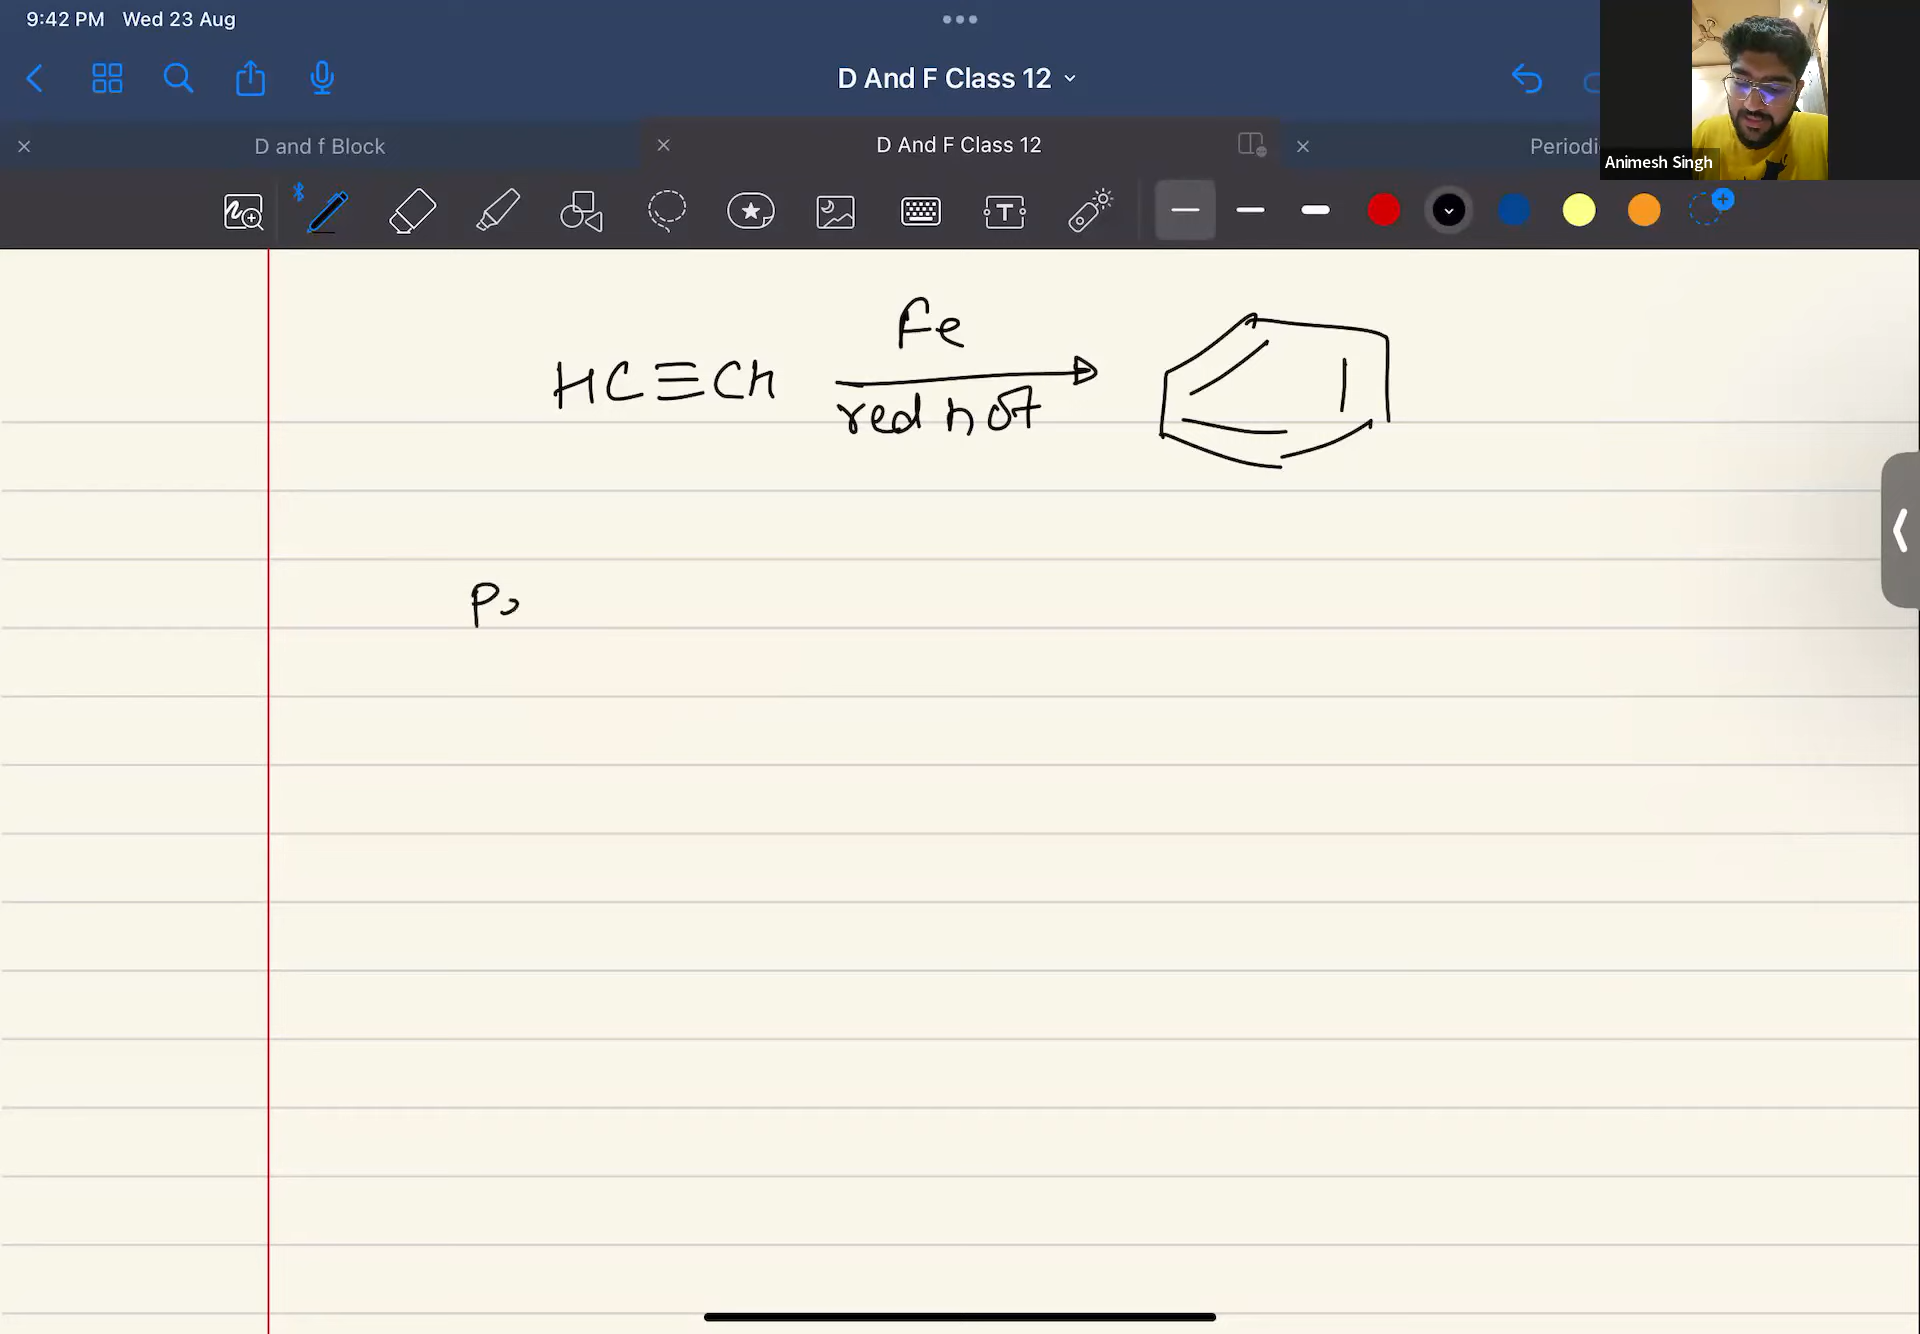 9:42 PM Wed 23 Aug
D And F Class 12
D and f Block
D And F Class 12
Periodi
Animesh Singh
Fe
HC≡Ch
red hot